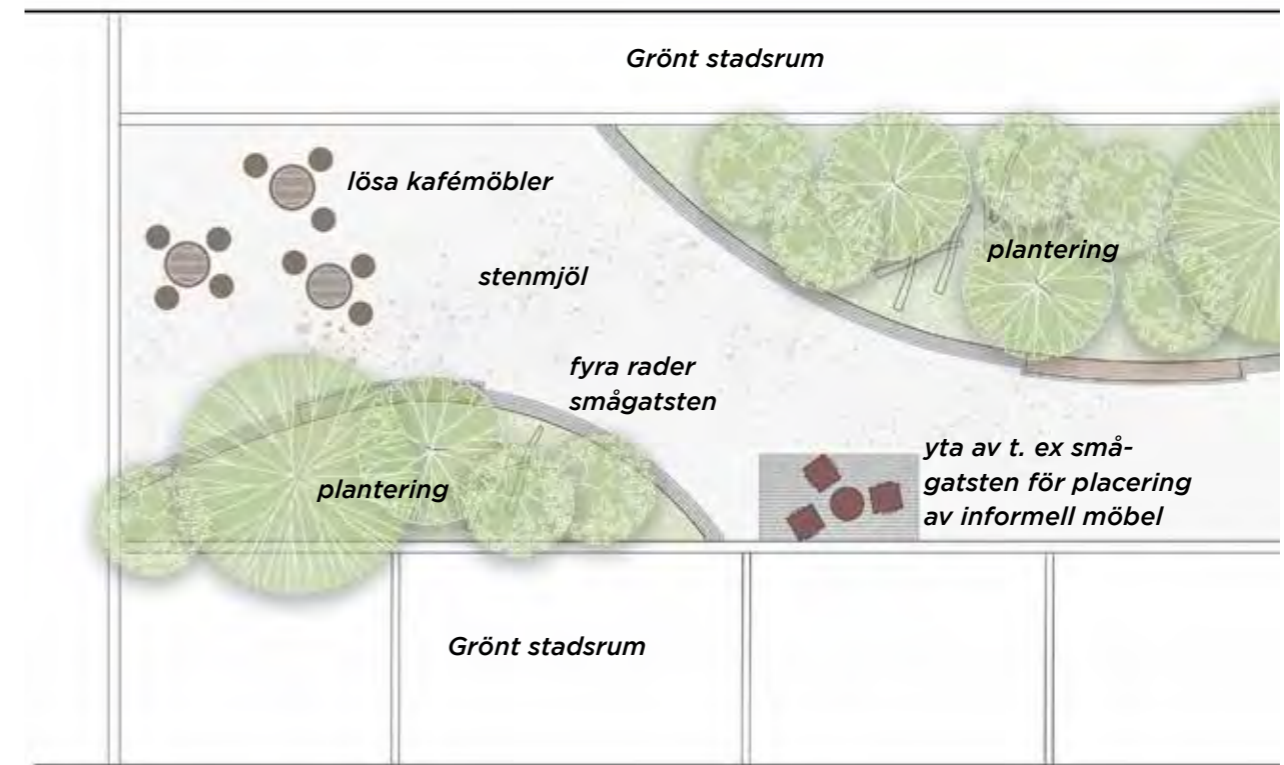 Grönt stadsrum
lösa kafémöbler
plantering
stenmjöl
fyra rader
smågatsten
yta av t. ex små-
gatsten för placering
av informell möbel
plantering
Grönt stadsrum